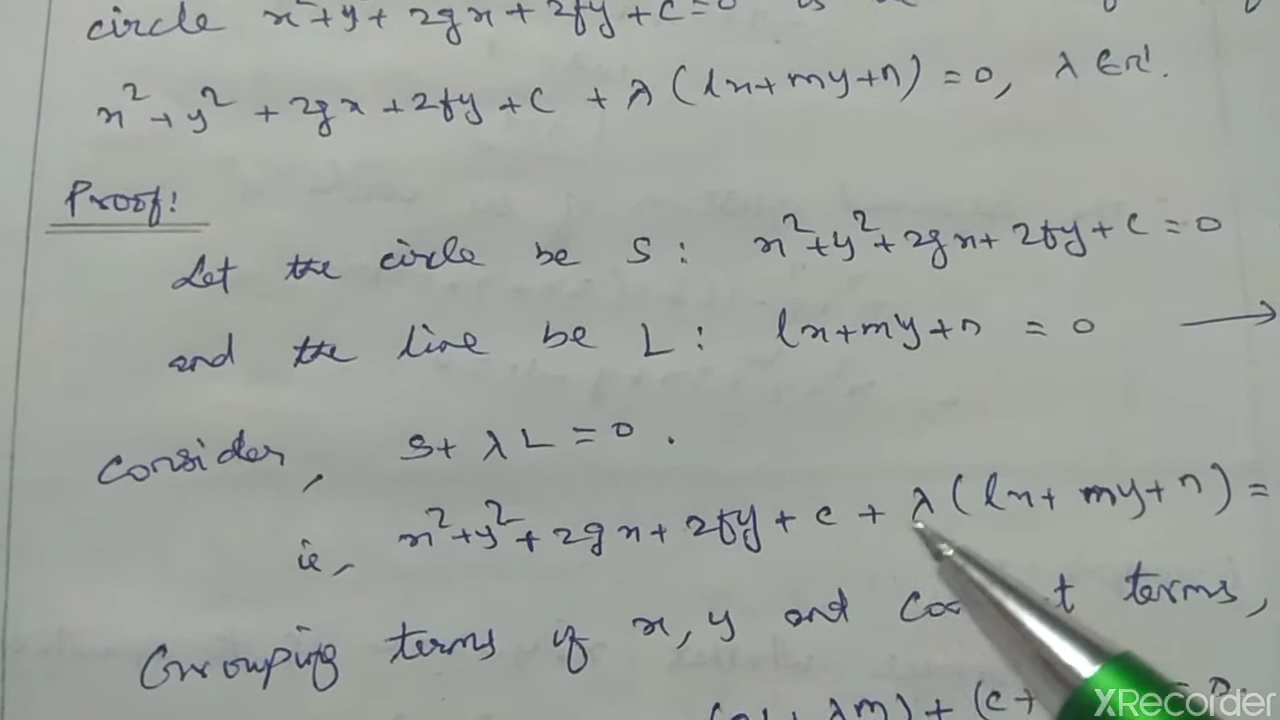 circle x²+y²+2gx+2fy+c=0
x²+y²+2gx+2fy+c +λ(lx+my+n)=0, λ∈R.
Proof:
Let the circle be S: x²+y²+2gx+2fy+c=0
and the line be L: lx+my+n = 0 →
Consider, S+λL=0.
ie, x²+y²+2gx+2fy+c+λ(lx+my+n)=
Grouping terms of x, y and terms,
λm)+(c+
XRecorder